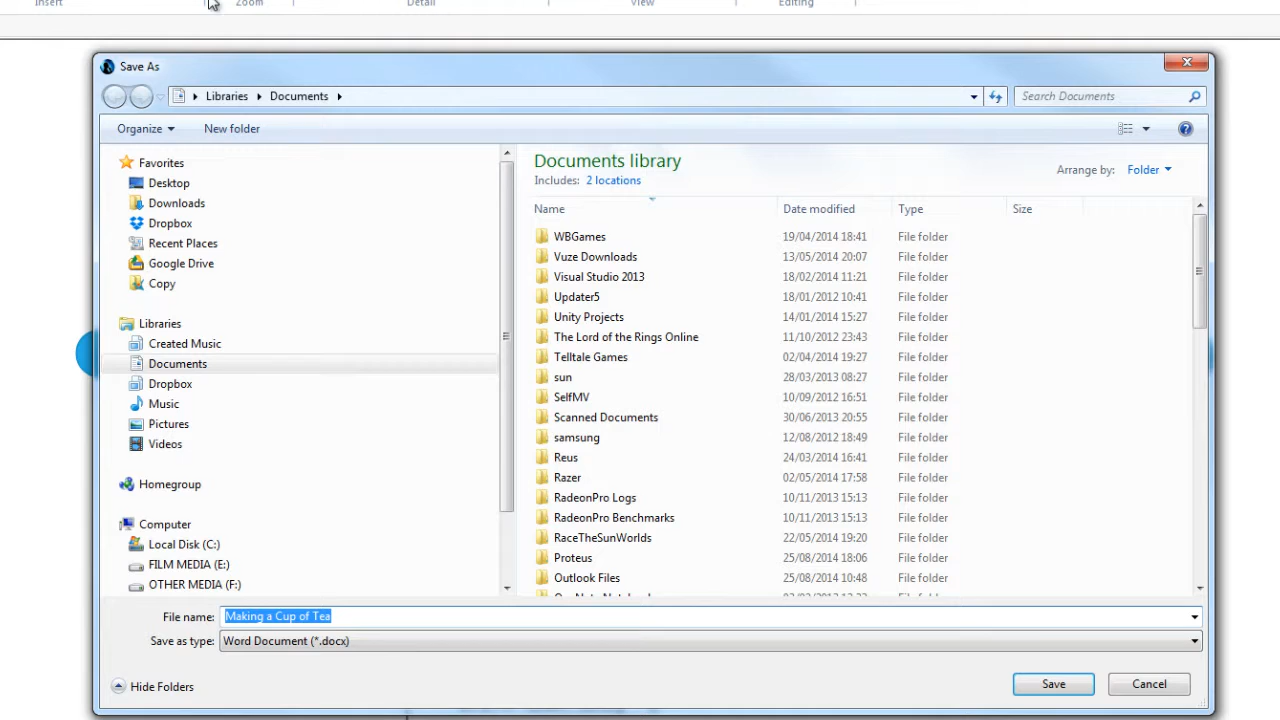 Insert Zoom Detail View Editing
Save As
Libraries Documents
Search Documents
Organize New folder
Favorites
Desktop
Downloads
Dropbox
Recent Places
Google Drive
Copy
Libraries
Created Music
Documents
Dropbox
Music
Pictures
Videos
Homegroup
Computer
Local Disk (C:)
FILM MEDIA (E:)
OTHER MEDIA (F:)
Documents library
Includes: 2 locations
Arrange by: Folder
Name Date modified Type Size
WBGames 19/04/2014 18:41 File folder
Vuze Downloads 13/05/2014 20:07 File folder
Visual Studio 2013 18/02/2014 11:21 File folder
Updater5 18/01/2012 10:41 File folder
Unity Projects 14/01/2014 15:27 File folder
The Lord of the Rings Online 11/10/2012 23:43 File folder
Telltale Games 02/04/2014 19:27 File folder
sun 28/03/2013 08:27 File folder
SelfMV 10/09/2012 16:51 File folder
Scanned Documents 30/06/2013 20:55 File folder
samsung 12/08/2012 18:49 File folder
Reus 24/03/2014 16:41 File folder
Razer 02/05/2014 17:58 File folder
RadeonPro Logs 10/11/2013 15:13 File folder
RadeonPro Benchmarks 10/11/2013 15:13 File folder
RaceTheSunWorlds 22/05/2014 19:20 File folder
Proteus 25/08/2014 18:06 File folder
Outlook Files 25/08/2014 10:48 File folder
File name: Making a Cup of Tea
Save as type: Word Document (*.docx)
Hide Folders
Save Cancel